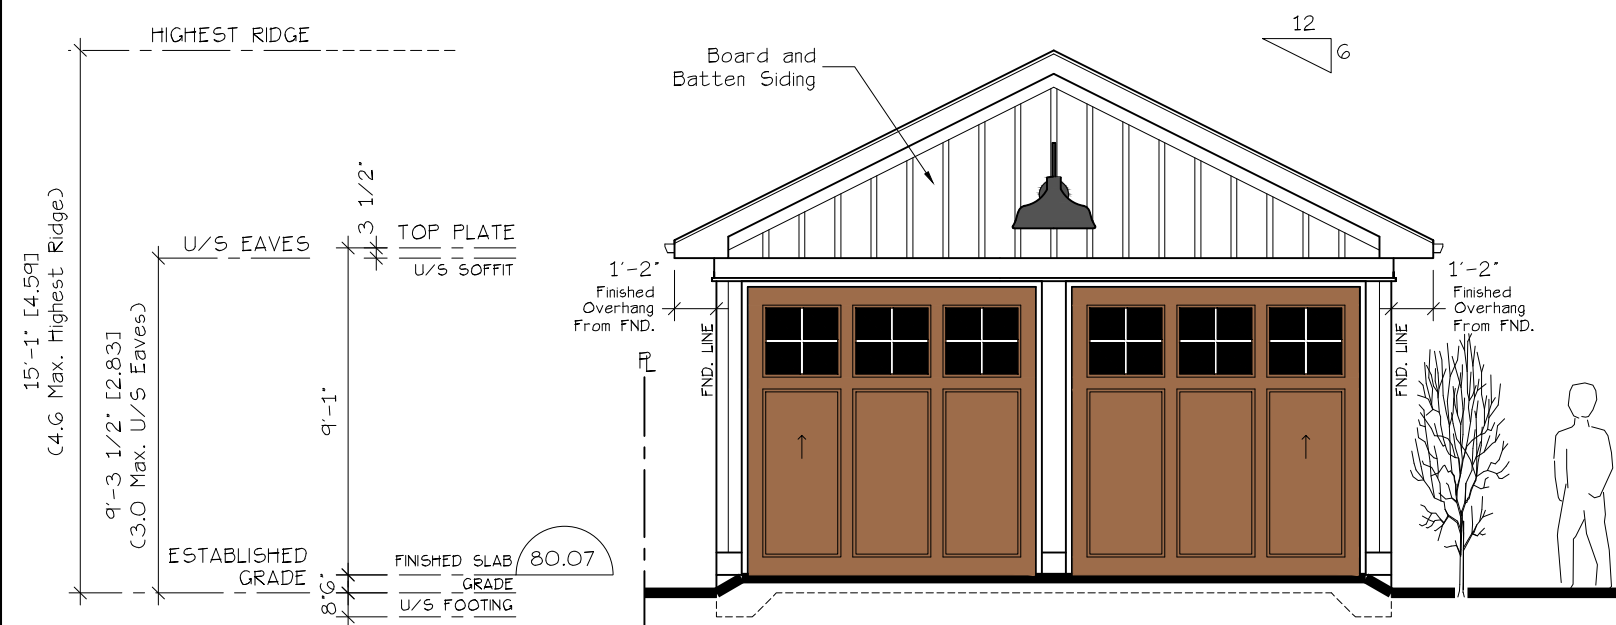 HIGHEST RIDGE
12
6
Board and
Batten Siding
15'-1" [4.59]
(4.6 Max. Highest Ridge)
U/S EAVES
3 1/2"
TOP PLATE
U/S SOFFIT
9'-3 1/2" [2.83]
(3.0 Max. U/S Eaves)
9'-1"
1'-2"
Finished
Overhang
From FND.
FND. LINE
PL
1'-2"
Finished
Overhang
From FND.
FND. LINE
ESTABLISHED
GRADE
FINISHED SLAB
80.07
GRADE
U/S FOOTING
6"
8"